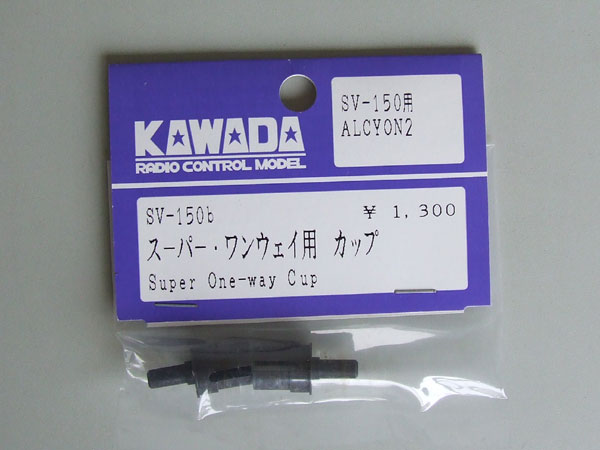 KAWADA
RADIO CONTROL MODEL
SV-150用
ALCYON2
SV-150b ¥ 1,300
スーパー・ワンウェイ用 カップ
Super One-way Cup